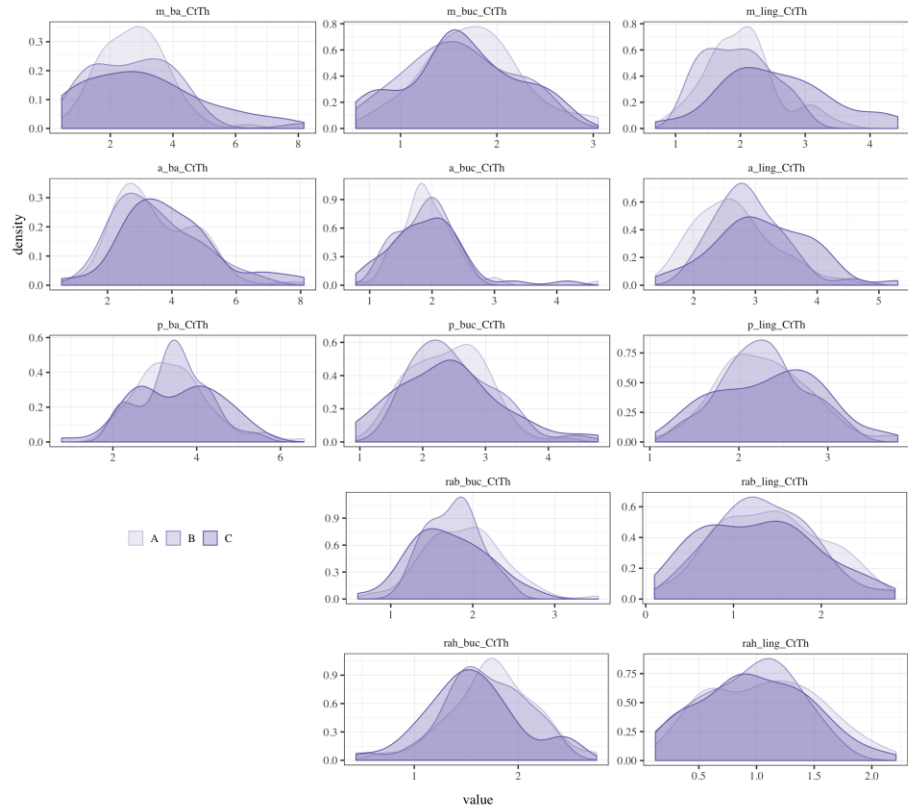 m_ba_CtTh
m_buc_CtTh
m_ling_CtTh
0.3
0.2
0.1
0.0
2 4 6 8
0.8
0.6
0.4
0.2
0.0
1 2 3
0.8
0.6
0.4
0.2
0.0
1 2 3 4
a_ba_CtTh
a_buc_CtTh
a_ling_CtTh
density
0.3
0.2
0.1
0.0
2 4 6 8
0.9
0.6
0.3
0.0
1 2 3 4
0.6
0.4
0.2
0.0
2 3 4 5
p_ba_CtTh
p_buc_CtTh
p_ling_CtTh
0.6
0.4
0.2
0.0
2 4 6
0.6
0.4
0.2
0.0
1 2 3 4
0.75
0.50
0.25
0.00
1 2 3
rab_buc_CtTh
rab_ling_CtTh
0.9
0.6
0.3
0.0
1 2 3
0.6
0.4
0.2
0.0
0 1 2
A B C
rah_buc_CtTh
rah_ling_CtTh
0.9
0.6
0.3
0.0
1 2
0.75
0.50
0.25
0.00
0.5 1.0 1.5 2.0
value